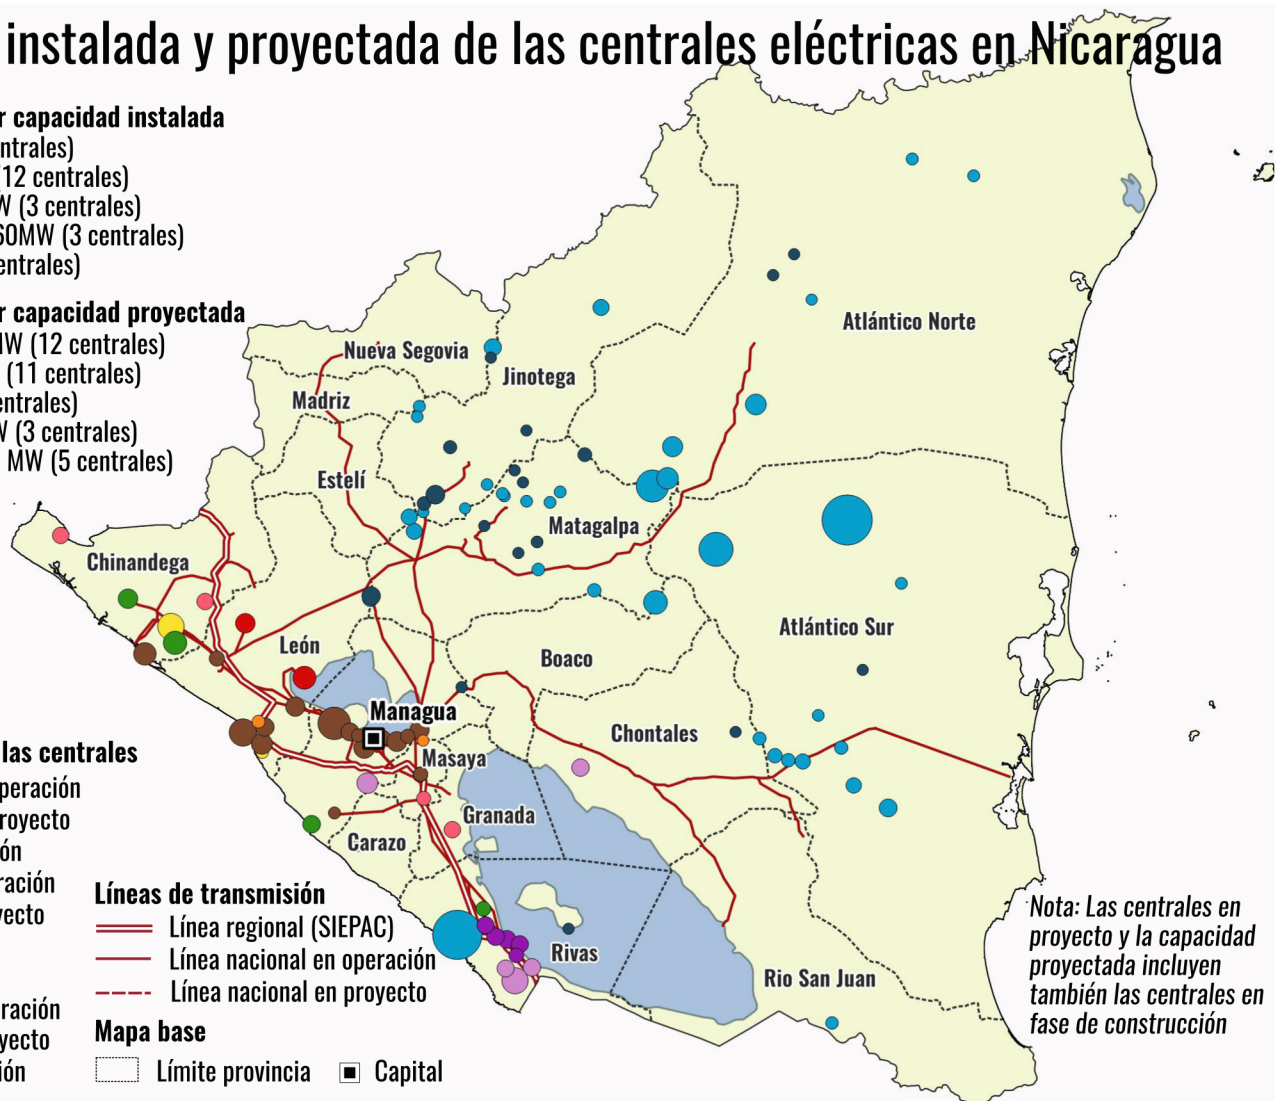 instalada y proyectada de las centrales eléctricas en Nicaragua
r capacidad instalada
ntrales)
(12 centrales)
W (3 centrales)
60MW (3 centrales)
entrales)
r capacidad proyectada
MW (12 centrales)
(11 centrales)
entrales)
W (3 centrales)
MW (5 centrales)
Atlántico Norte
Nueva Segovia
Jinotega
Madriz
Estelí
Matagalpa
Chinandega
León
Atlántico Sur
Boaco
Managua
Chontales
Masaya
Granada
Carazo
Rivas
Rio San Juan
las centrales
peración
royecto
ón
ración
yecto
ración
yecto
ión
Líneas de transmisión
Línea regional (SIEPAC)
Línea nacional en operación
Línea nacional en proyecto
Mapa base
Límite provincia
Capital
Nota: Las centrales en
proyecto y la capacidad
proyectada incluyen
también las centrales en
fase de construcción